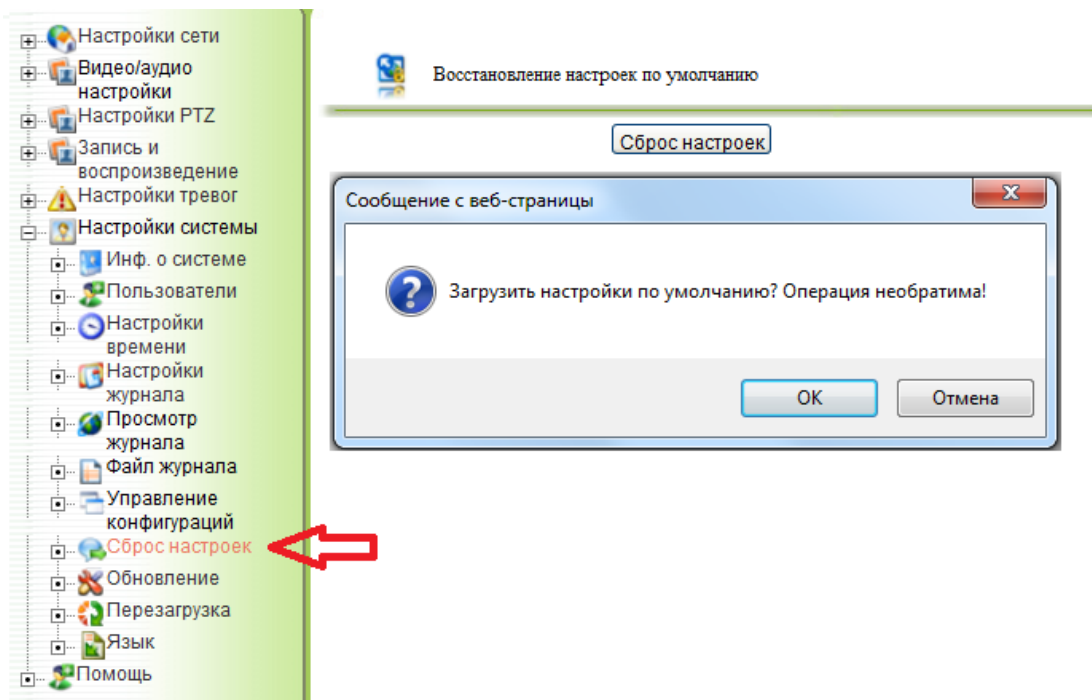 Настройки сети
Видео/аудио
настройки
Настройки PTZ
Запись и
воспроизведение
Настройки тревог
Настройки системы
Инф. о системе
Пользователи
Настройки
времени
Настройки
журнала
Просмотр
журнала
Файл журнала
Управление
конфигураций
Сброс настроек
Обновление
Перезагрузка
Язык
Помощь
Восстановление настроек по умолчанию
Сброс настроек
Сообщение с веб-страницы
Загрузить настройки по умолчанию? Операция необратима!
ОК
Отмена